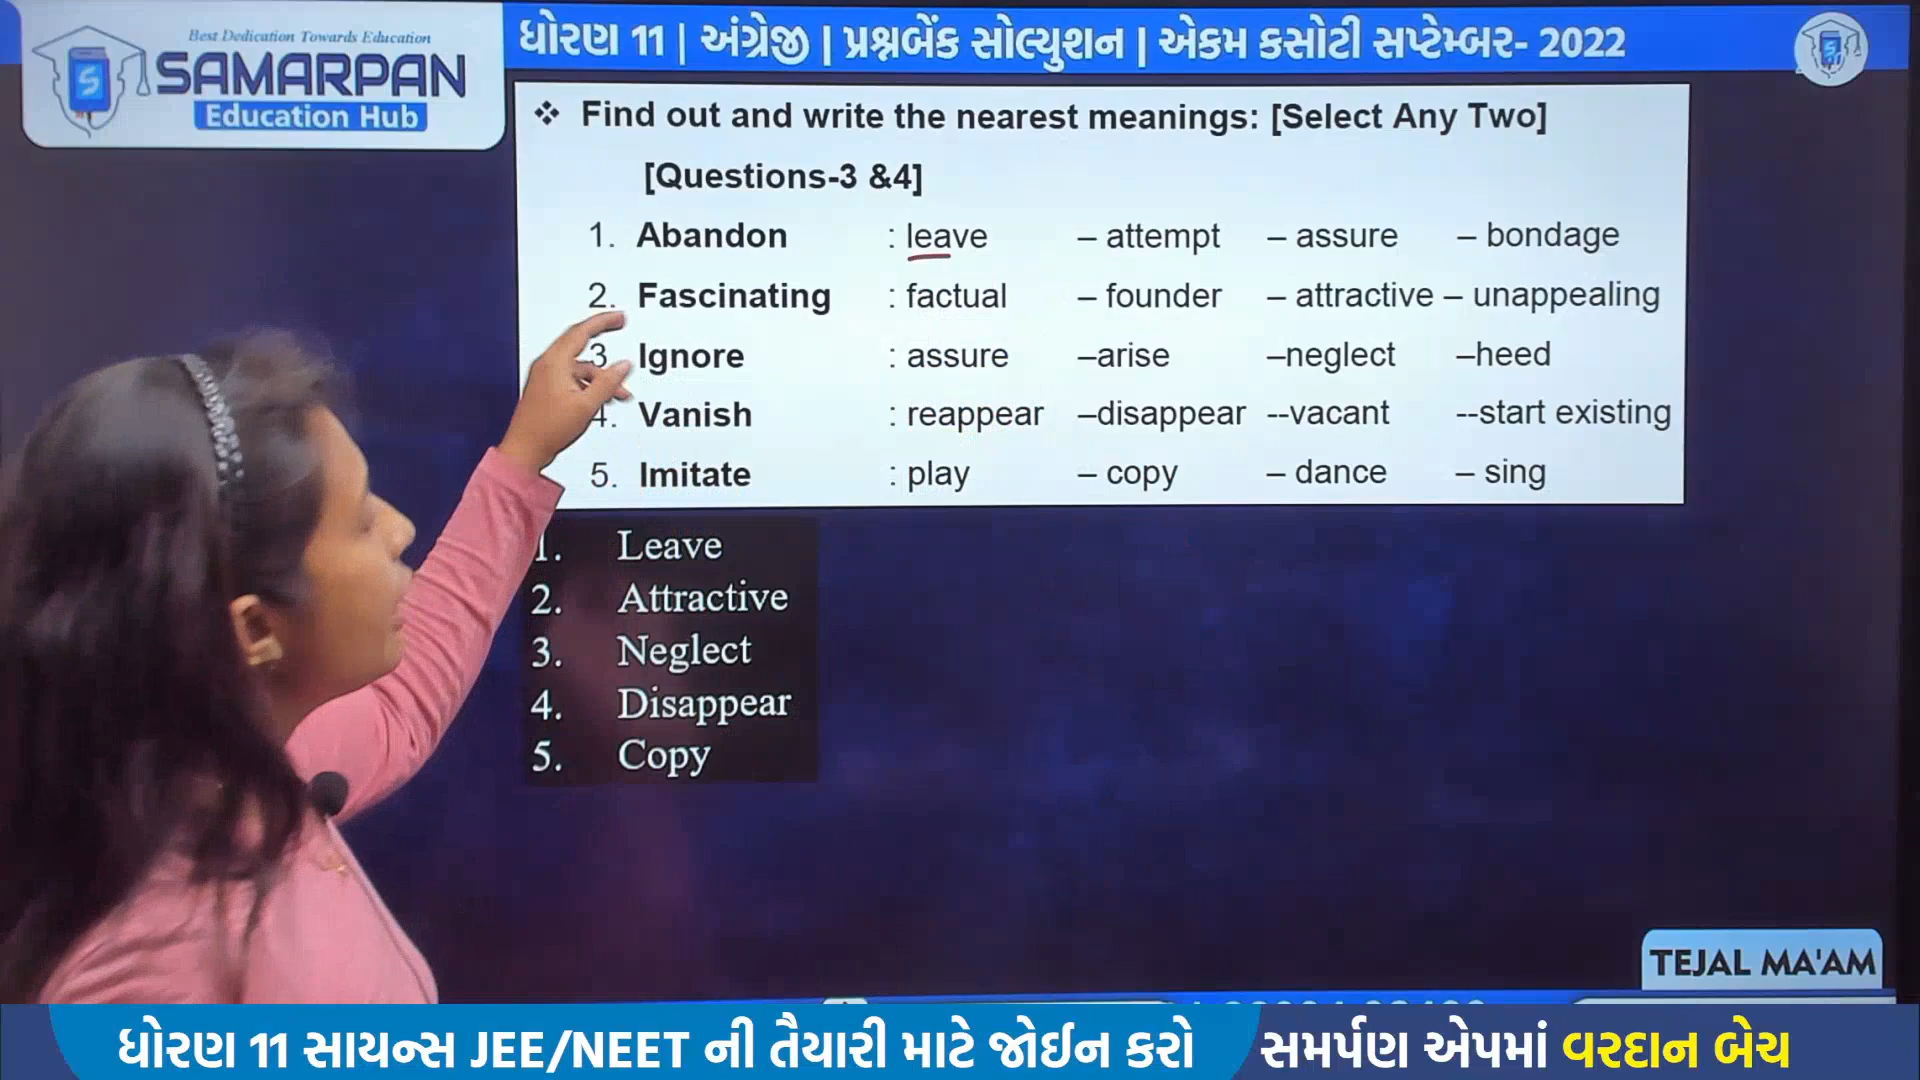 Best Dedication Towards Education
SAMARPAN
Education Hub
ધોરણ 11 | અંગ્રેજી | પ્રશ્નબેંક સોલ્યુશન | એકમ કસોટી સપ્ટેમ્બર- 2022
❖ Find out and write the nearest meanings: [Select Any Two]
[Questions-3 &4]
1. Abandon : leave – attempt – assure – bondage
2. Fascinating : factual – founder – attractive – unappealing
3 Ignore : assure –arise –neglect –heed
4. Vanish : reappear –disappear --vacant --start existing
5. Imitate : play – copy – dance – sing
1. Leave
2. Attractive
3. Neglect
4. Disappear
5. Copy
TEJAL MA'AM
ધોરણ 11 સાયન્સ JEE/NEET ની તૈયારી માટે જોઈન કરો સમર્પણ એપમાં વરદાન બેચ